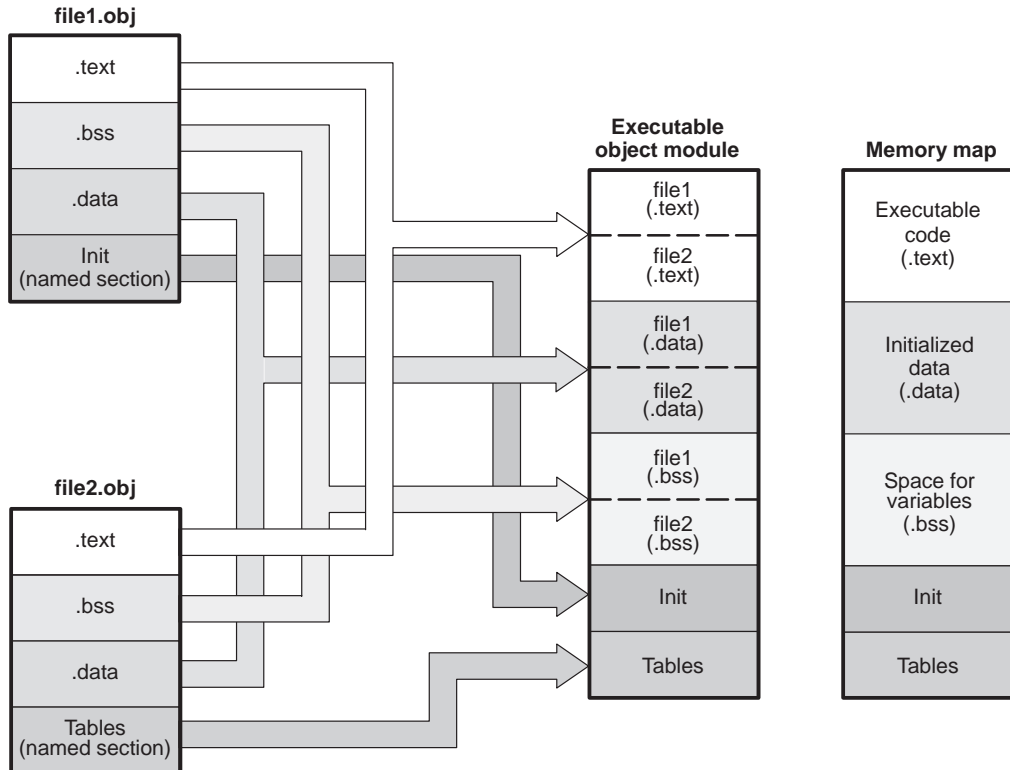 file1.obj
.text
.bss
.data
Init
(named section)
file2.obj
.text
.bss
.data
Tables
(named section)
Executable
object module
file1
(.text)
file2
(.text)
file1
(.data)
file2
(.data)
file1
(.bss)
file2
(.bss)
Init
Tables
Memory map
Executable
code
(.text)
Initialized
data
(.data)
Space for
variables
(.bss)
Init
Tables